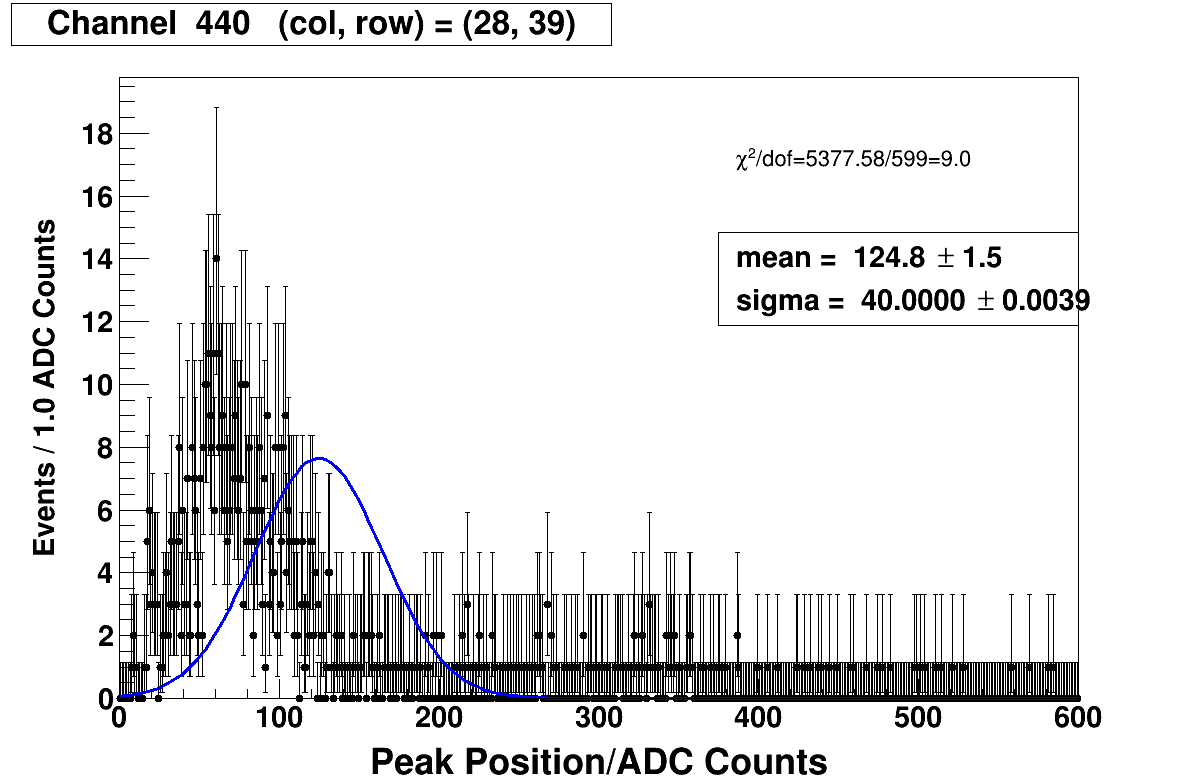 Channel 440 (col, row) = (28, 39)
χ²/dof=5377.58/599=9.0
mean = 124.8 ± 1.5
sigma = 40.0000 ± 0.0039
Events / 1.0 ADC Counts
18
16
14
12
10
8
6
4
2
0
0 100 200 300 400 500 600
Peak Position/ADC Counts